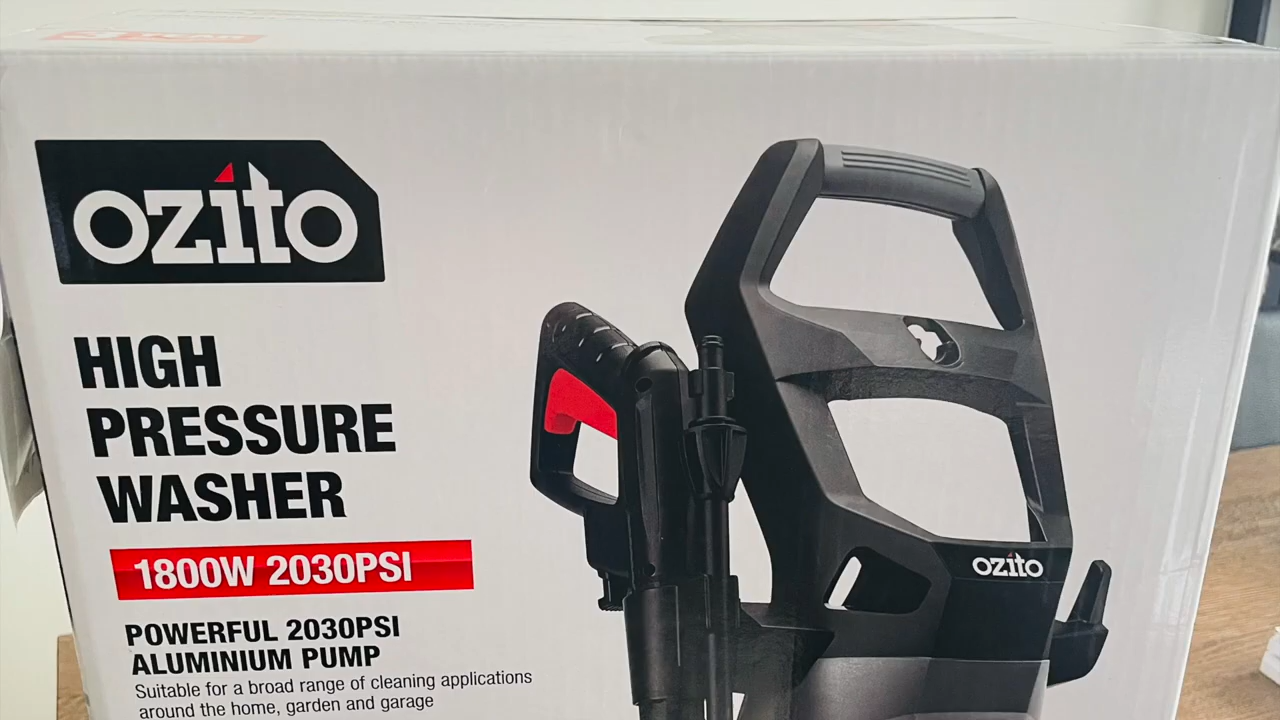 ozito
HIGH
PRESSURE
WASHER
1800W 2030PSI
POWERFUL 2030PSI
ALUMINIUM PUMP
Suitable for a broad range of cleaning applications
around the home, garden and garage
ozito